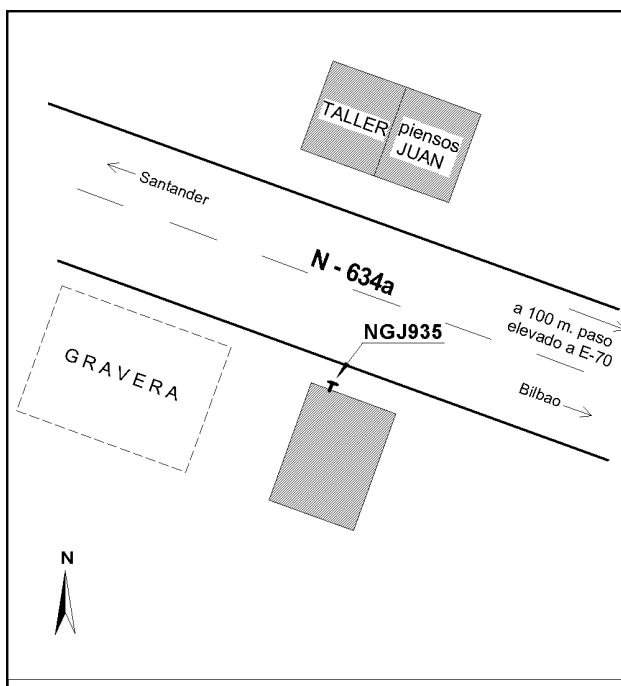 TALLER
piensos
JUAN
Santander
N - 634a
a 100 m. paso
elevado a E-70
NGJ935
GRAVERA
Bilbao
N